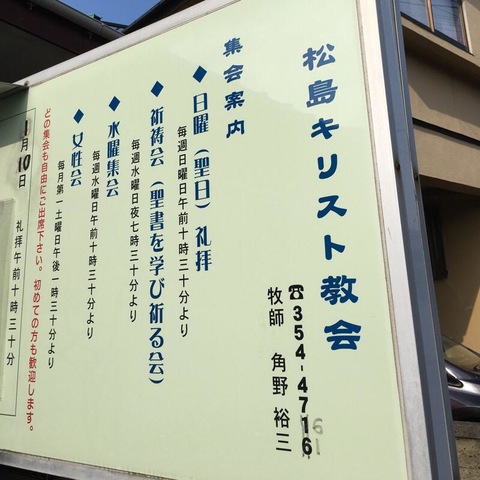 松島キリスト教会
☎354-4716
牧師 角野 裕三
集会案内
◆日曜（聖日）礼拝
毎週日曜日午前十時三十分より
◆祈祷会（聖書を学び祈る会）
毎週水曜日夜七時三十分より
◆水曜集会
毎週水曜日午前十時三十分より
◆女性会
毎月第一土曜日午後一時三十分より
どの集会も自由にご出席下さい。初めての方も歓迎します。
1月10日 礼拝午前十時三十分